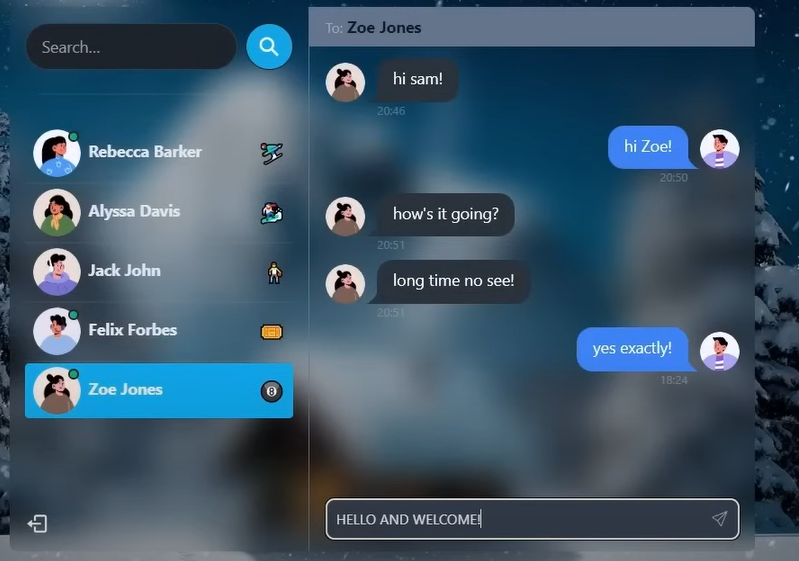 Search...
Rebecca Barker
Alyssa Davis
Jack John
Felix Forbes
Zoe Jones
8
To: Zoe Jones
hi sam!
20:46
hi Zoe!
20:50
how's it going?
20:51
long time no see!
20:51
yes exactly!
18:24
HELLO AND WELCOME!